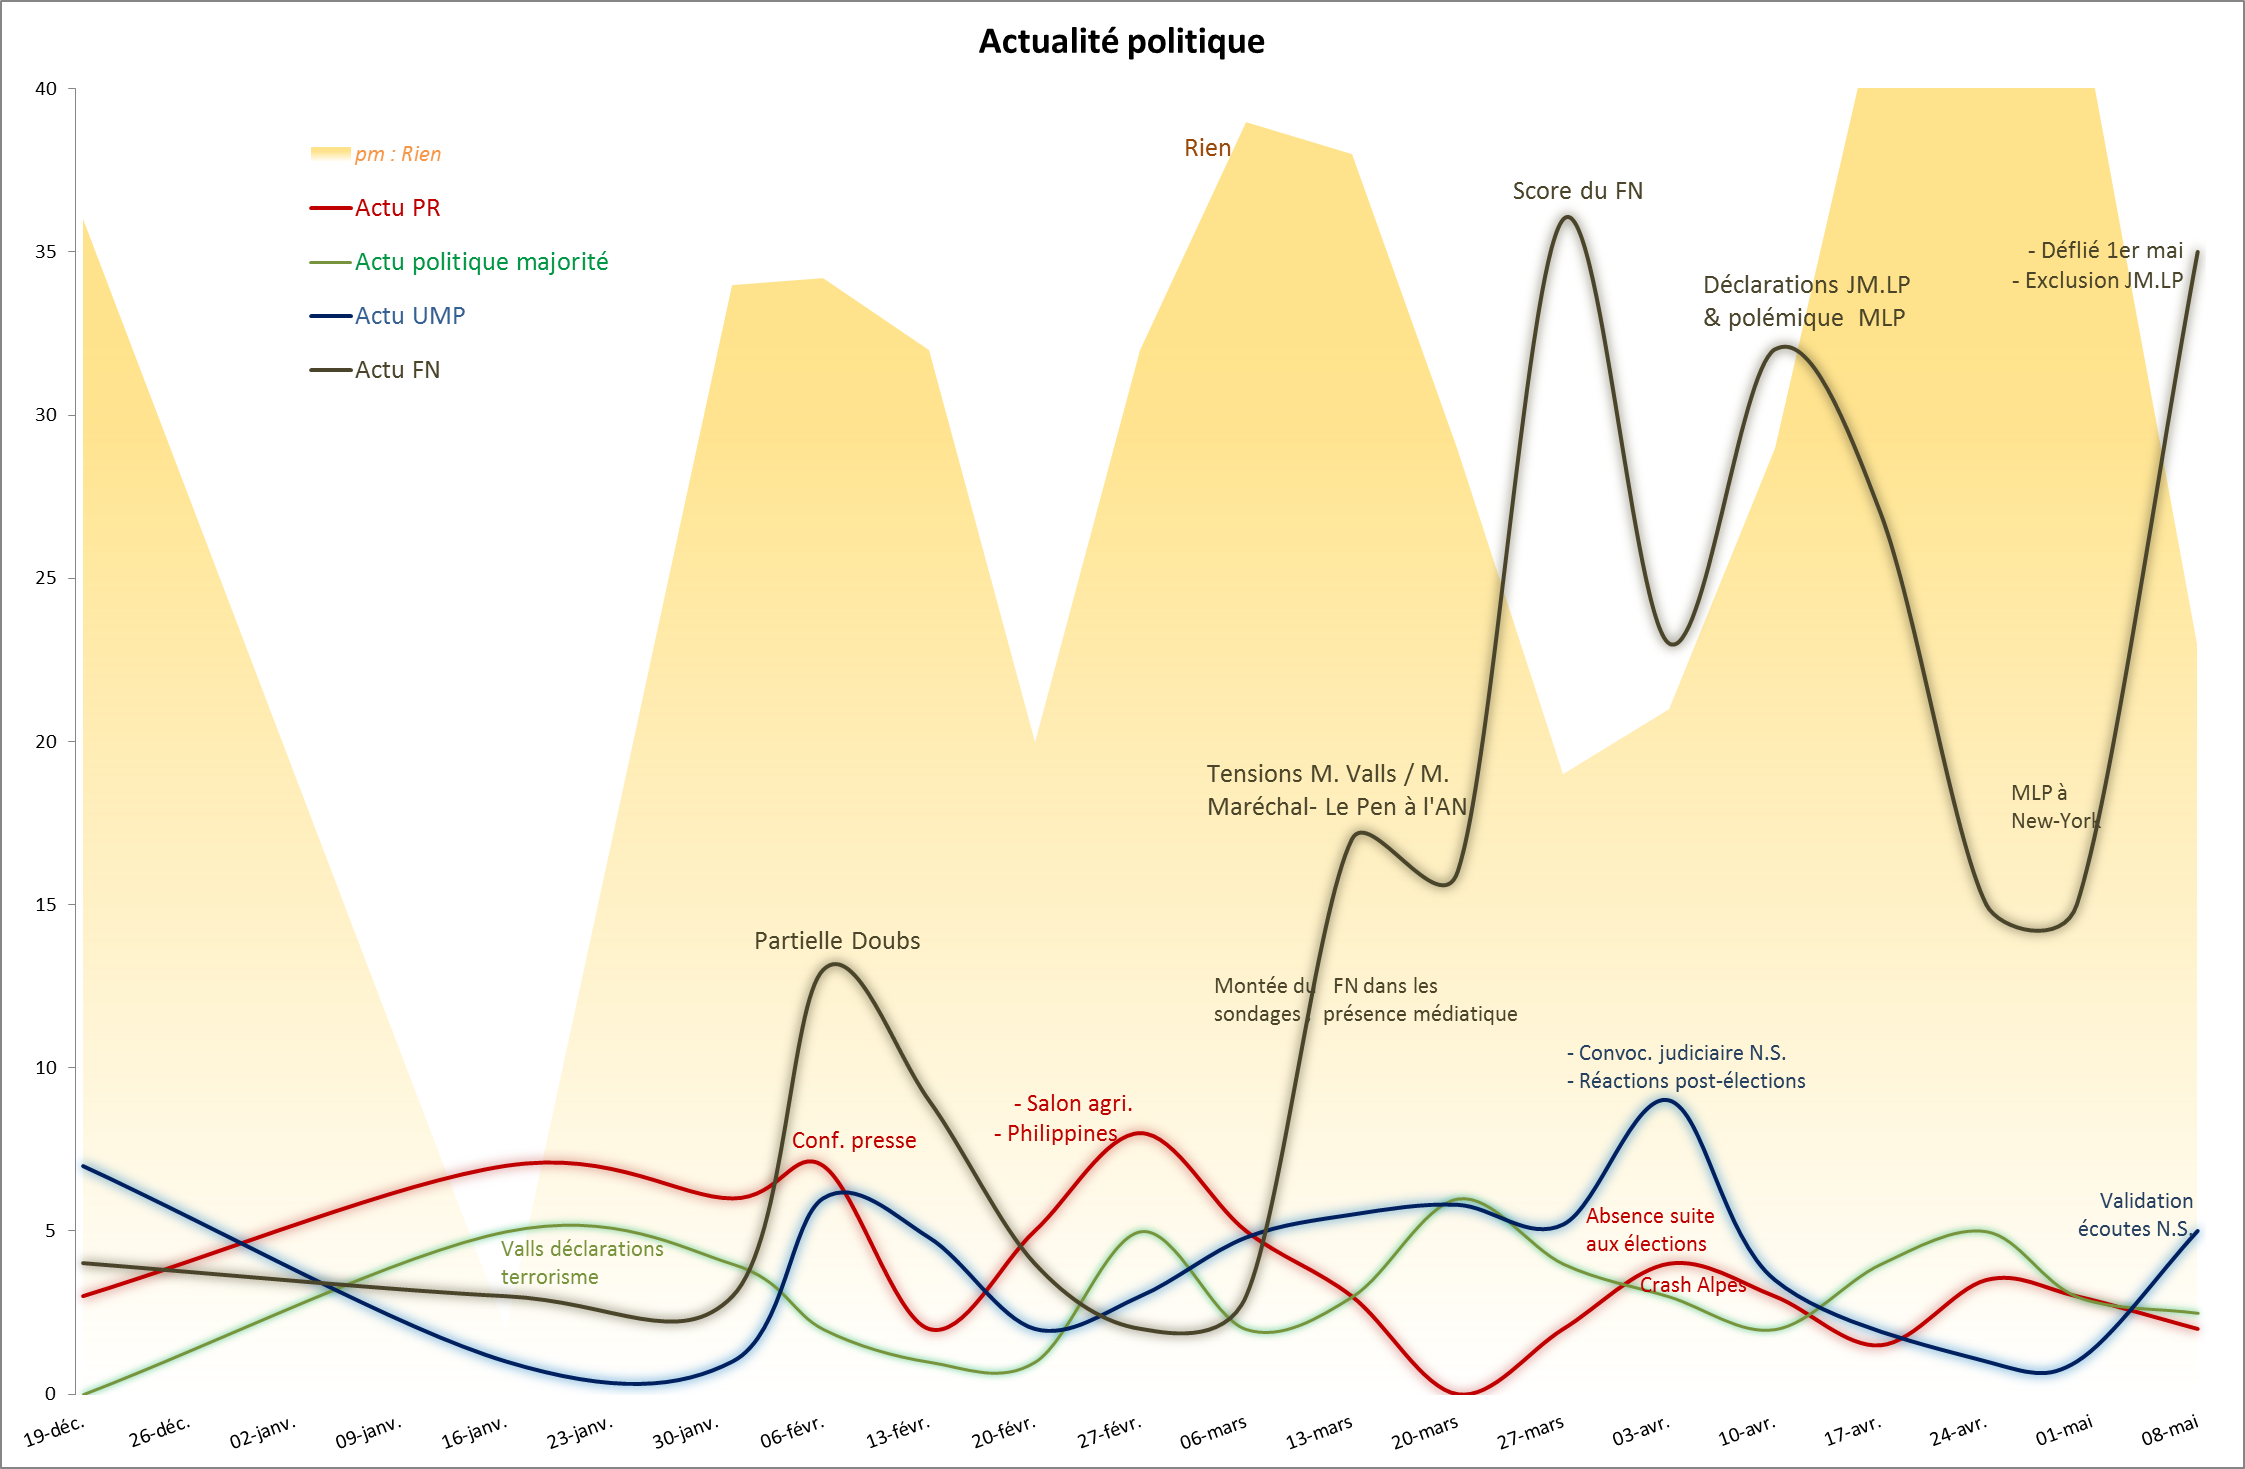 Actualité politique
40
35
30
25
20
15
10
5
0
pm : Rien
Actu PR
Actu politique majorité
Actu UMP
Actu FN
Rien
Score du FN
Déclarations JM.LP
& polémique MLP
- Déflié 1er mai
- Exclusion JM.LP
Tensions M. Valls / M.
Maréchal- Le Pen à l'AN
MLP à
New-York
Partielle Doubs
Montée du FN dans les
sondages : présence médiatique
- Convoc. judiciaire N.S.
- Réactions post-élections
- Salon agri.
- Philippines
Conf. presse
Absence suite
aux élections
Crash Alpes
Validation
écoutes N.S.
Valls déclarations
terrorisme
19-déc.
26-déc.
02-janv.
09-janv.
16-janv.
23-janv.
30-janv.
06-févr.
13-févr.
20-févr.
27-févr.
06-mars
13-mars
20-mars
27-mars
03-avr.
10-avr.
17-avr.
24-avr.
01-mai
08-mai